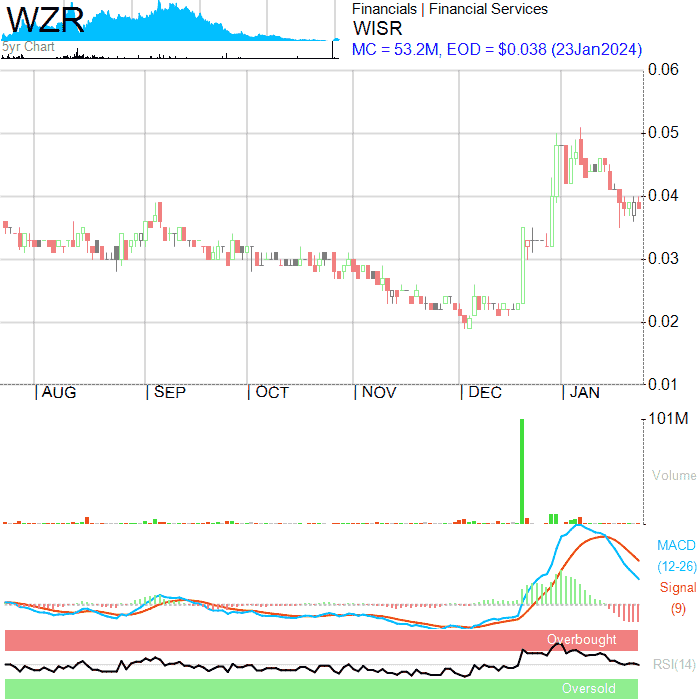 WZR
5yr Chart
Financials | Financial Services
WISR
MC = 53.2M, EOD = $0.038 (23Jan2024)
0.06
0.05
0.04
0.03
0.02
0.01
|AUG |SEP |OCT |NOV |DEC |JAN
101M
Volume
MACD
(12-26)
Signal
(9)
Overbought
RSI(14)
Oversold